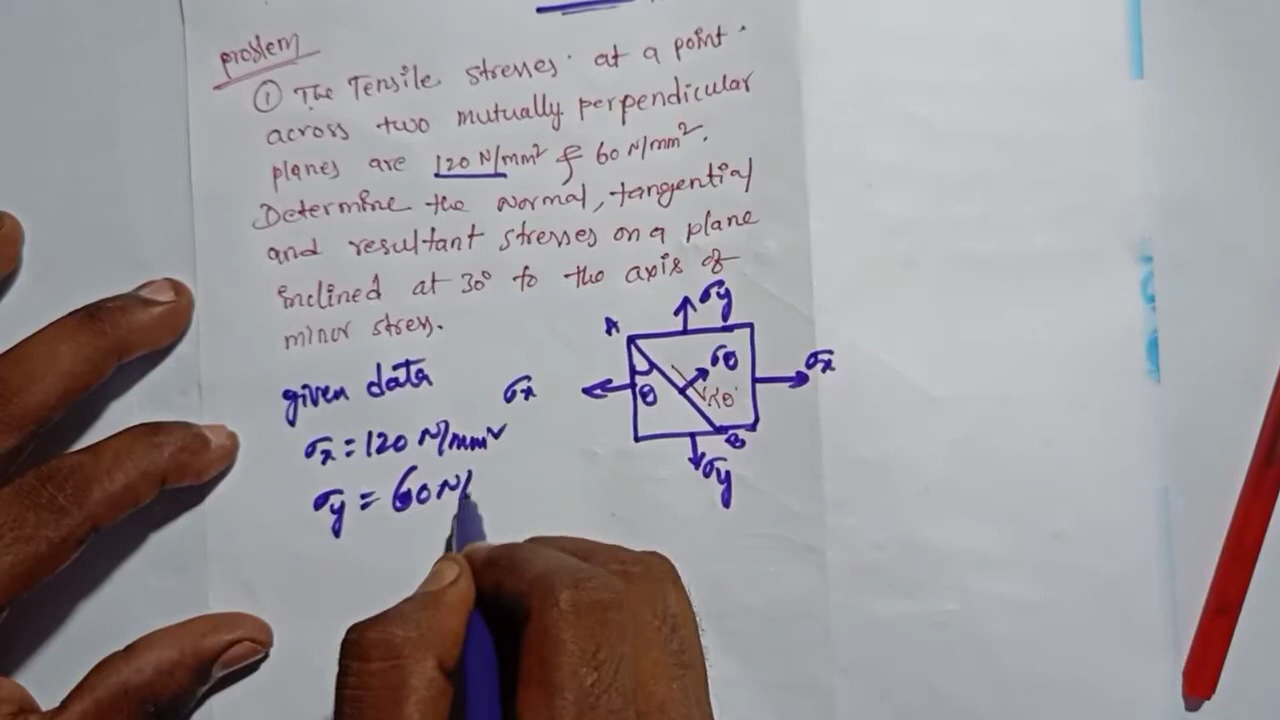 problem
① The Tensile stresses at a point
across two mutually perpendicular
planes are 120 N/mm² & 60 N/mm².
Determine the normal, tangential
and resultant stresses on a plane
inclined at 30° to the axis of
minor stress.
given data
σx = 120 N/mm²
σy = 60 N/
σy
A
σθ
σx
σx
θ
B
σy